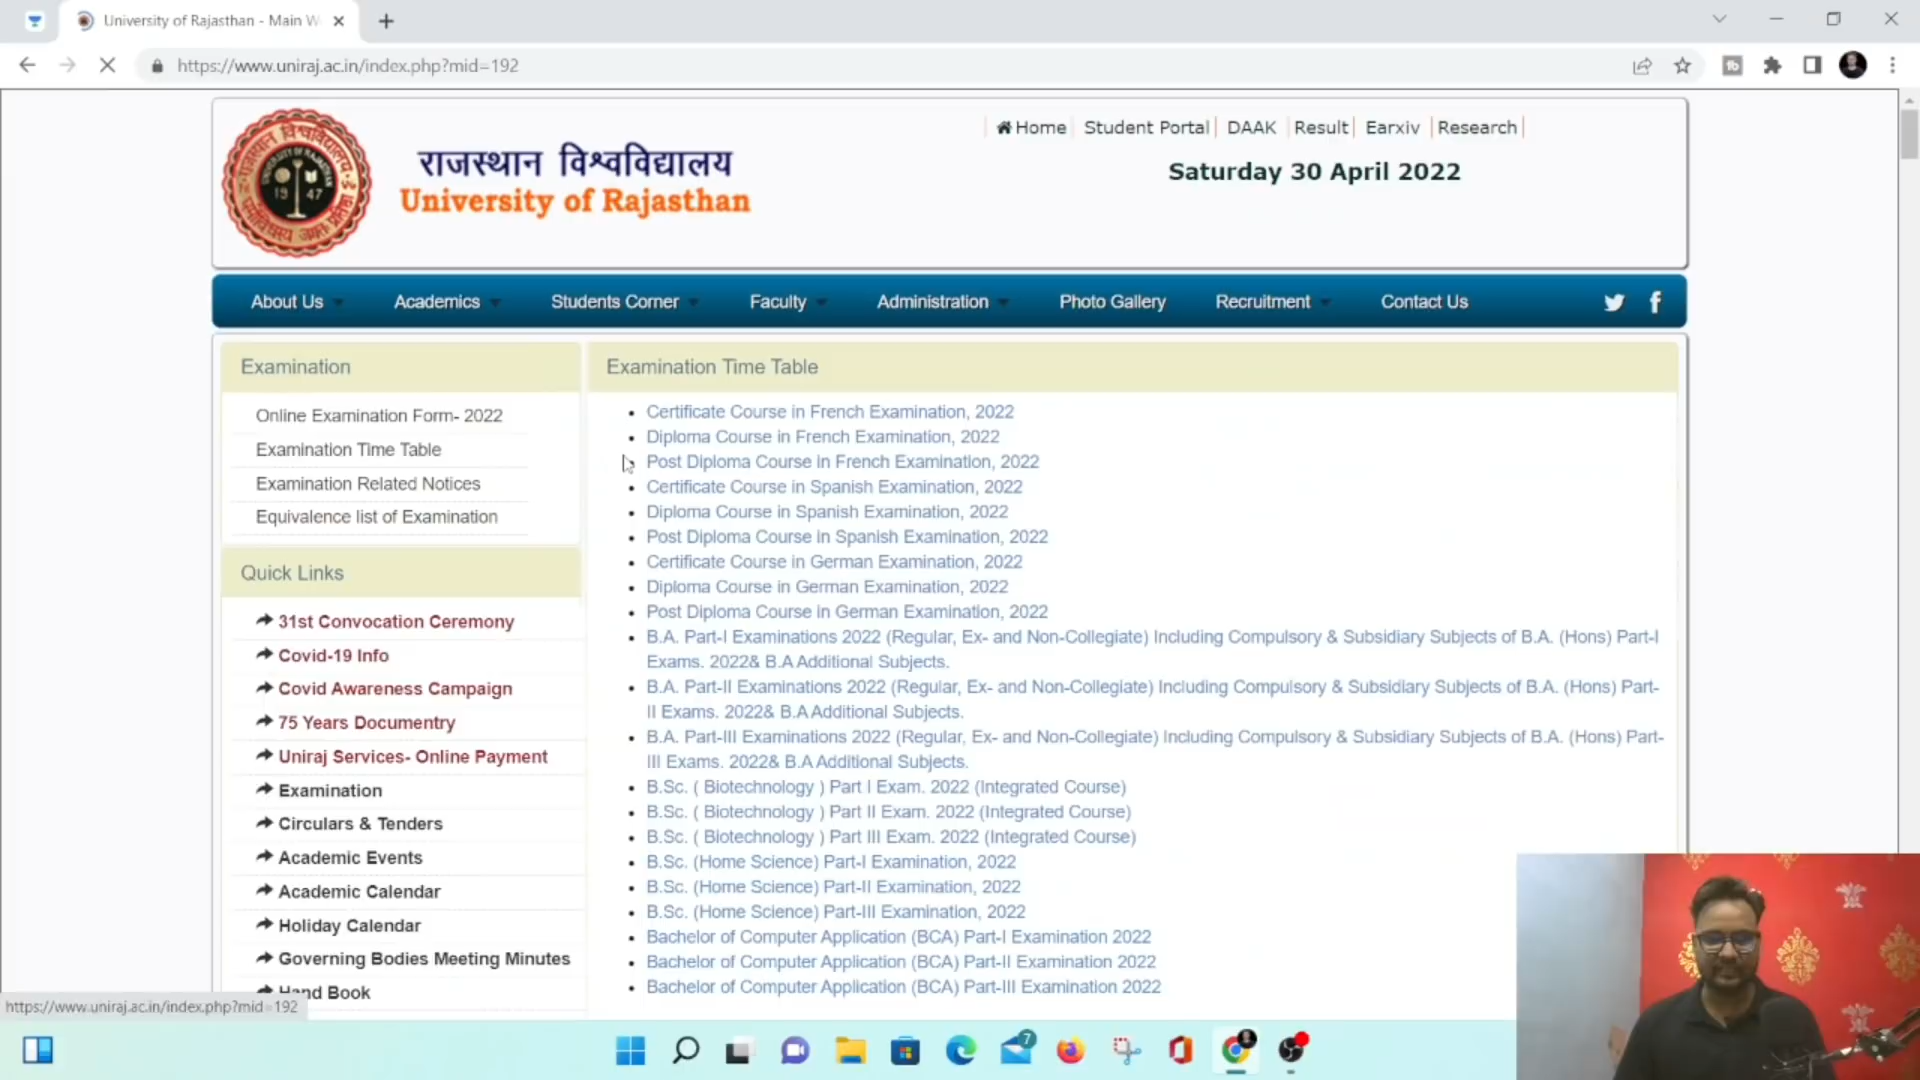 University of Rajasthan - Main W
https://www.uniraj.ac.in/index.php?mid=192
राजस्थान विश्वविद्यालय
University of Rajasthan
19 47
Home Student Portal DAAK Result Earxiv Research
Saturday 30 April 2022
About Us Academics Students Corner Faculty Administration Photo Gallery Recruitment Contact Us
Examination
Online Examination Form- 2022
Examination Time Table
Examination Related Notices
Equivalence list of Examination
Quick Links
31st Convocation Ceremony
Covid-19 Info
Covid Awareness Campaign
75 Years Documentry
Uniraj Services- Online Payment
Examination
Circulars & Tenders
Academic Events
Academic Calendar
Holiday Calendar
Governing Bodies Meeting Minutes
Hand Book
Examination Time Table
Certificate Course in French Examination, 2022
Diploma Course in French Examination, 2022
Post Diploma Course in French Examination, 2022
Certificate Course in Spanish Examination, 2022
Diploma Course in Spanish Examination, 2022
Post Diploma Course in Spanish Examination, 2022
Certificate Course in German Examination, 2022
Diploma Course in German Examination, 2022
Post Diploma Course in German Examination, 2022
B.A. Part-I Examinations 2022 (Regular, Ex- and Non-Collegiate) Including Compulsory & Subsidiary Subjects of B.A. (Hons) Part-I
Exams. 2022& B.A Additional Subjects.
B.A. Part-II Examinations 2022 (Regular, Ex- and Non-Collegiate) Including Compulsory & Subsidiary Subjects of B.A. (Hons) Part-
II Exams. 2022& B.A Additional Subjects.
B.A. Part-III Examinations 2022 (Regular, Ex- and Non-Collegiate) Including Compulsory & Subsidiary Subjects of B.A. (Hons) Part-
III Exams. 2022& B.A Additional Subjects.
B.Sc. ( Biotechnology ) Part I Exam. 2022 (Integrated Course)
B.Sc. ( Biotechnology ) Part II Exam. 2022 (Integrated Course)
B.Sc. ( Biotechnology ) Part III Exam. 2022 (Integrated Course)
B.Sc. (Home Science) Part-I Examination, 2022
B.Sc. (Home Science) Part-II Examination, 2022
B.Sc. (Home Science) Part-III Examination, 2022
Bachelor of Computer Application (BCA) Part-I Examination 2022
Bachelor of Computer Application (BCA) Part-II Examination 2022
Bachelor of Computer Application (BCA) Part-III Examination 2022
https://www.uniraj.ac.in/index.php?mid=192
7